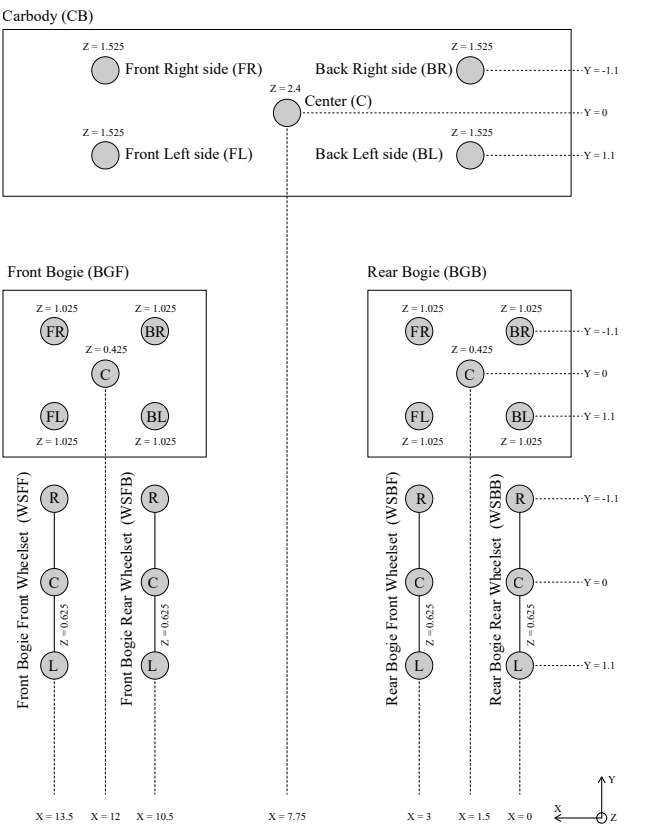 Carbody (CB)
Z = 1.525
Z = 1.525
Front Right side (FR)
Back Right side (BR)
Y = -1.1
Z = 2.4
Center (C)
Y = 0
Z = 1.525
Z = 1.525
Front Left side (FL)
Back Left side (BL)
Y = 1.1
Front Bogie (BGF)
Rear Bogie (BGB)
Z = 1.025
Z = 1.025
Z = 1.025
Z = 1.025
FR
BR
FR
BR
Y = -1.1
Z = 0.425
Z = 0.425
C
C
Y = 0
FL
BL
FL
BL
Y = 1.1
Z = 1.025
Z = 1.025
Z = 1.025
Z = 1.025
Front Bogie Front Wheelset (WSFF)
Front Bogie Rear Wheelset (WSFB)
Rear Bogie Front Wheelset (WSBF)
Rear Bogie Rear Wheelset (WSBB)
R
R
R
R
Y = -1.1
C
C
C
C
Y = 0
Z = 0.625
Z = 0.625
Z = 0.625
Z = 0.625
L
L
L
L
Y = 1.1
Y
X
Z
X = 13.5
X = 12
X = 10.5
X = 7.75
X = 3
X = 1.5
X = 0